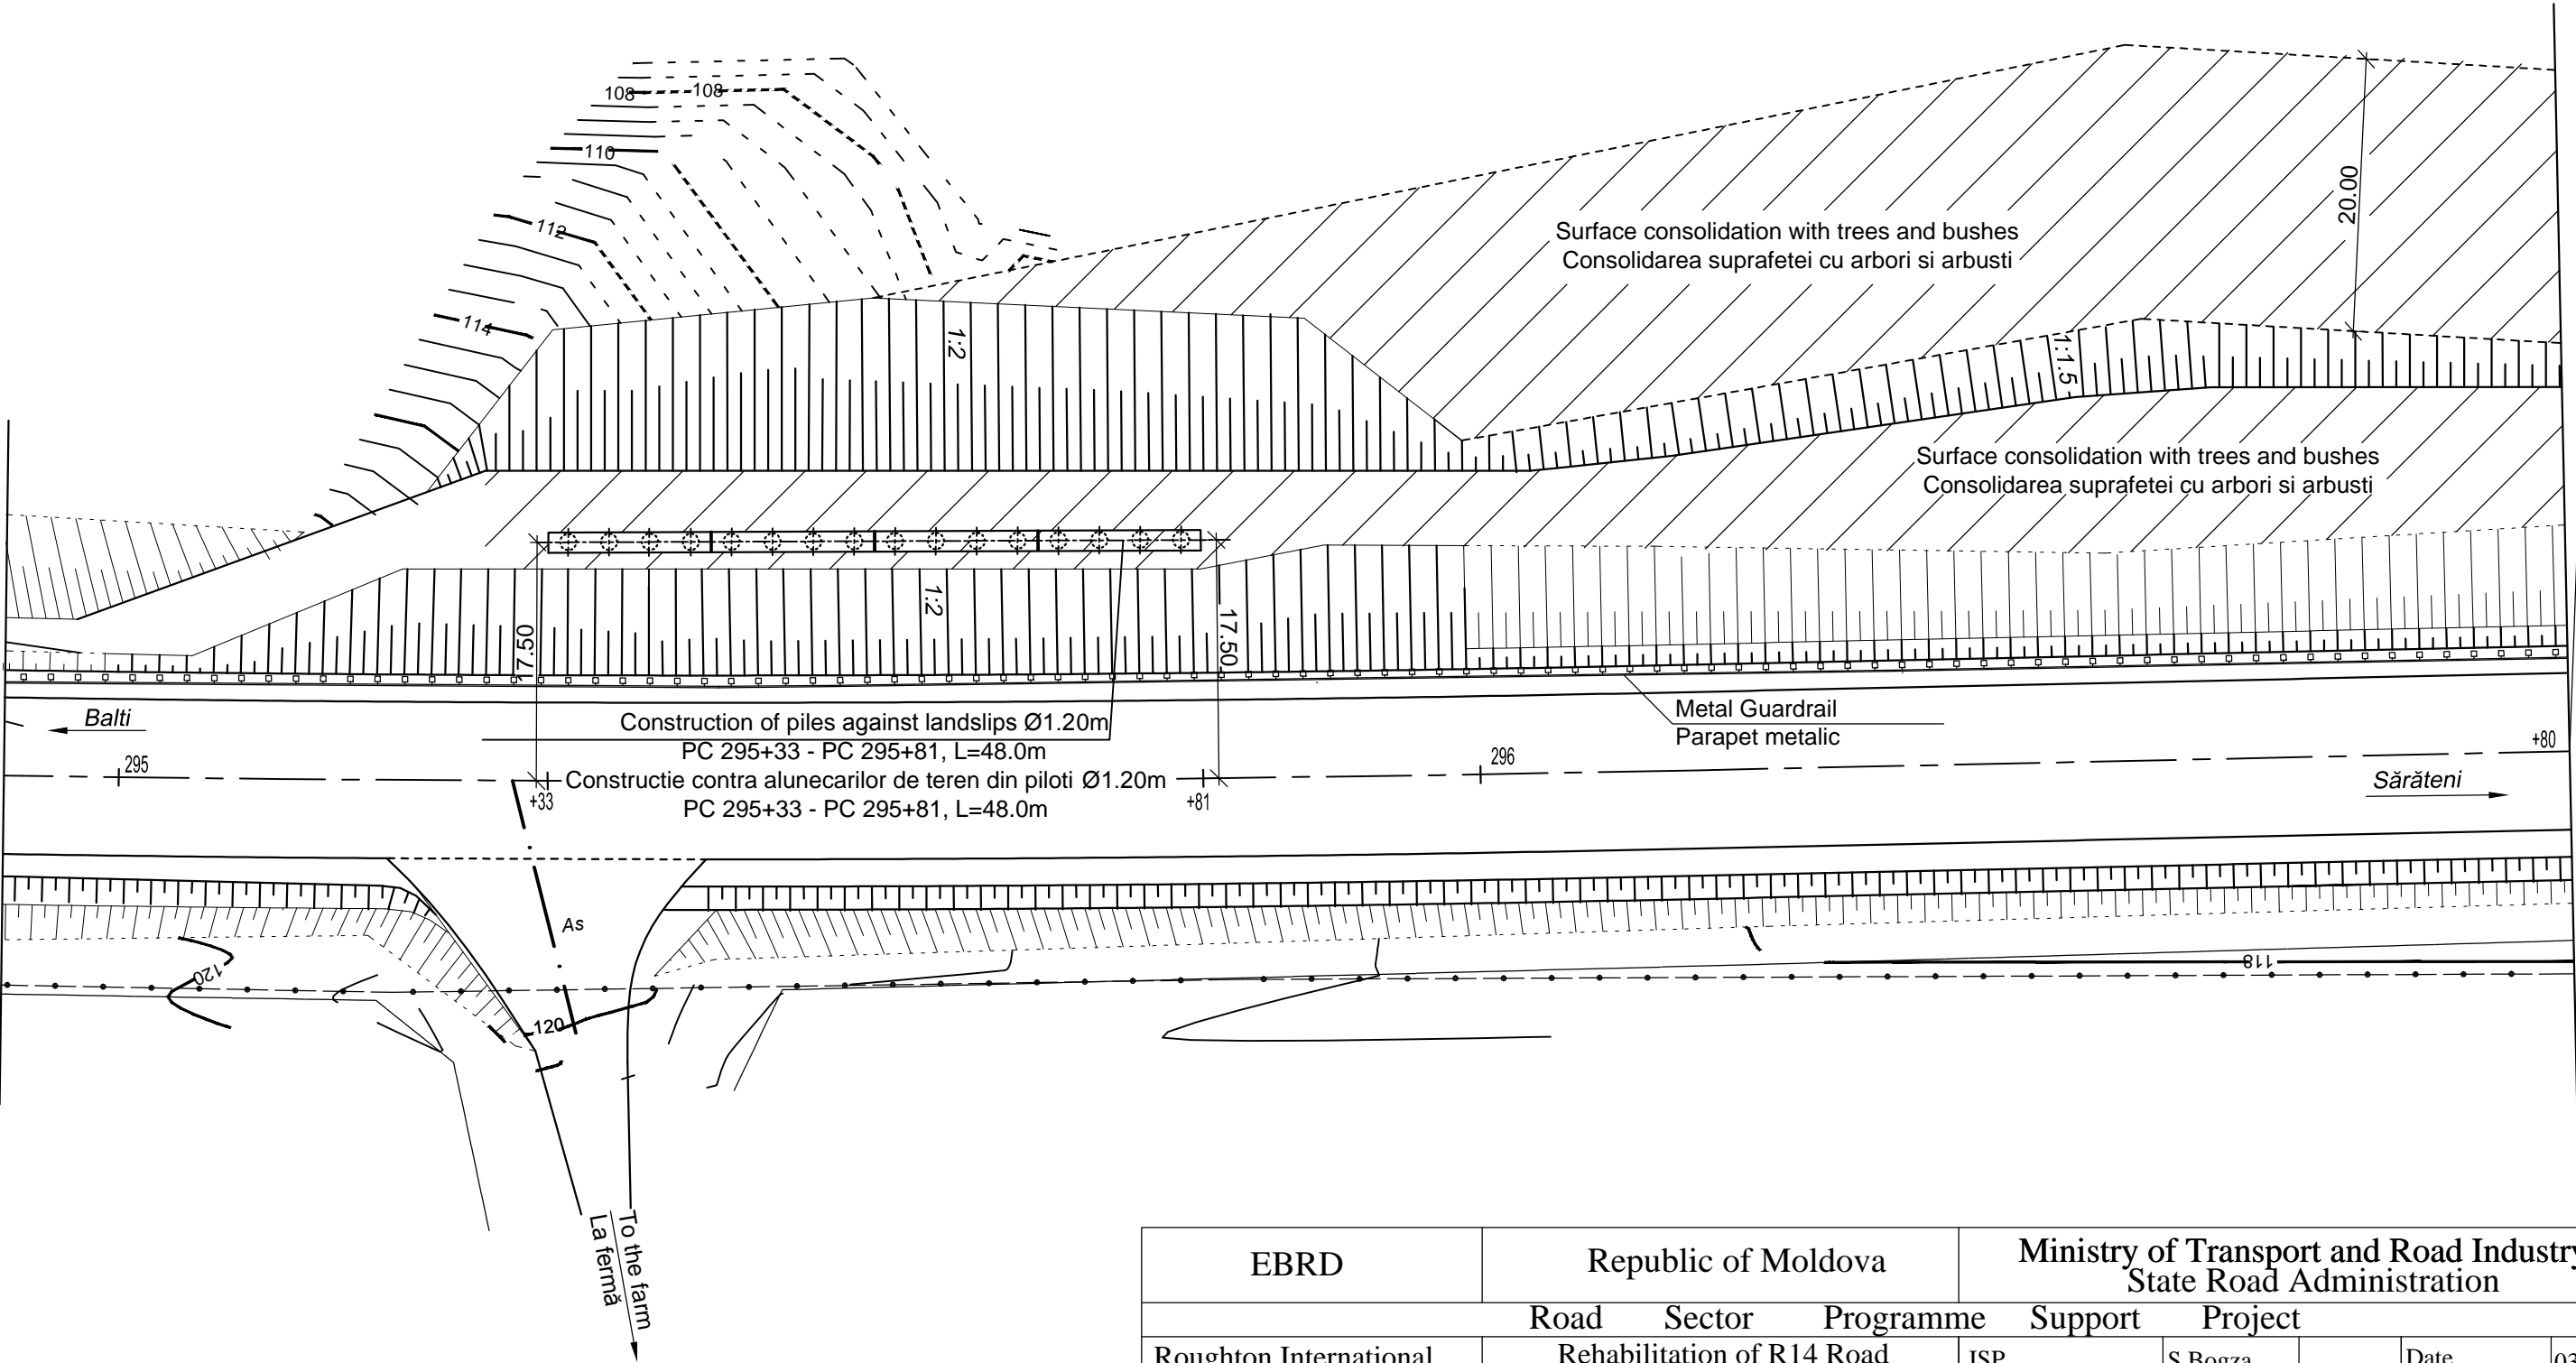 108
108
110
112
114
1:2
Surface consolidation with trees and bushes
Consolidarea suprafetei cu arbori si arbusti
20.00
1:1.5
Surface consolidation with trees and bushes
Consolidarea suprafetei cu arbori si arbusti
1:2
17.50
17.50
Balti
Construction of piles against landslips Ø1.20m
PC 295+33 - PC 295+81, L=48.0m
Constructie contra alunecarilor de teren din piloti Ø1.20m
PC 295+33 - PC 295+81, L=48.0m
Metal Guardrail
Parapet metalic
295
+33
+81
296
+80
Sărăteni
As
120
120
118
To the farm
La fermă
EBRD
Republic of Moldova
Ministry of Transport and Road Industry
State Road Administration
Road Sector Programme Support Project
Roughton International
Rehabilitation of R14 Road
ISP
S.Bogza
Date